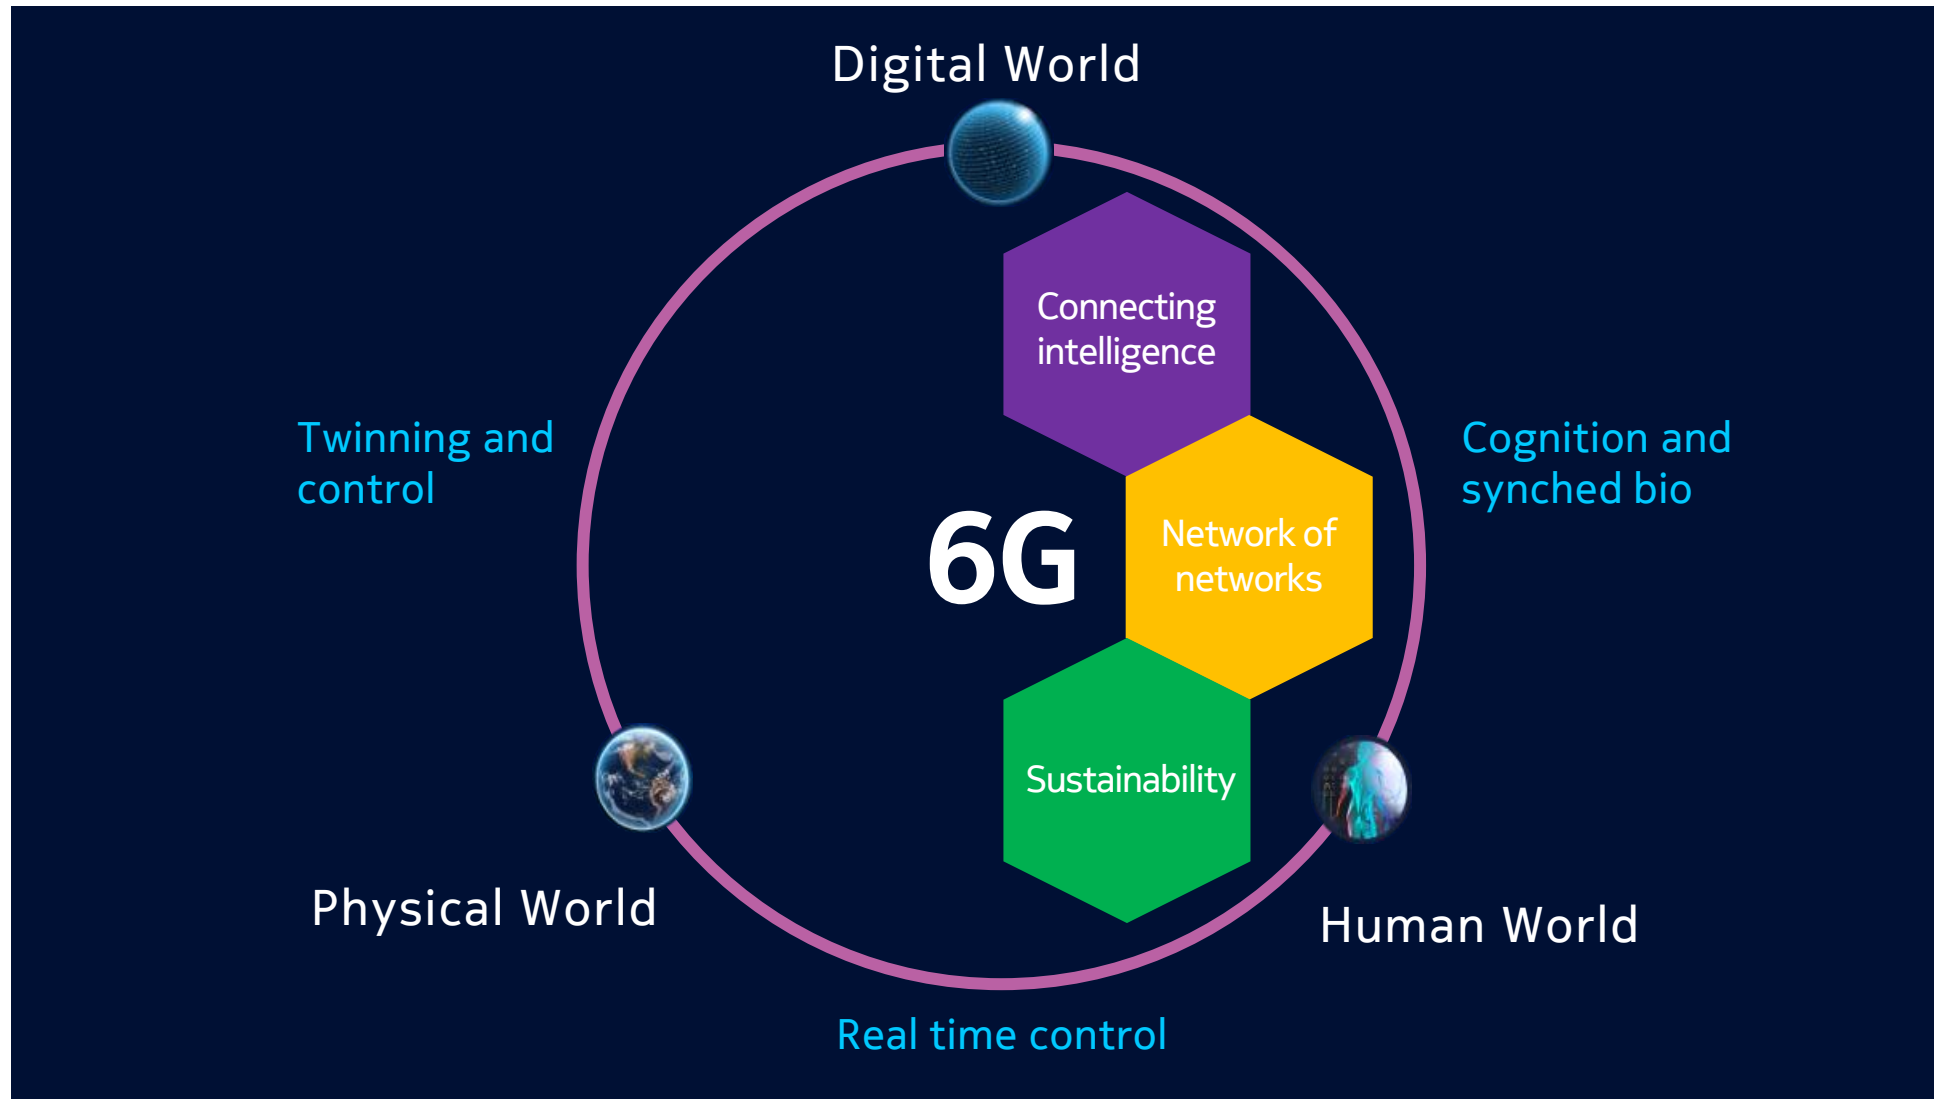 Digital World
Connecting
intelligence
Twinning and
control
Cognition and
synched bio
6G
Network of
networks
Sustainability
Physical World
Human World
Real time control